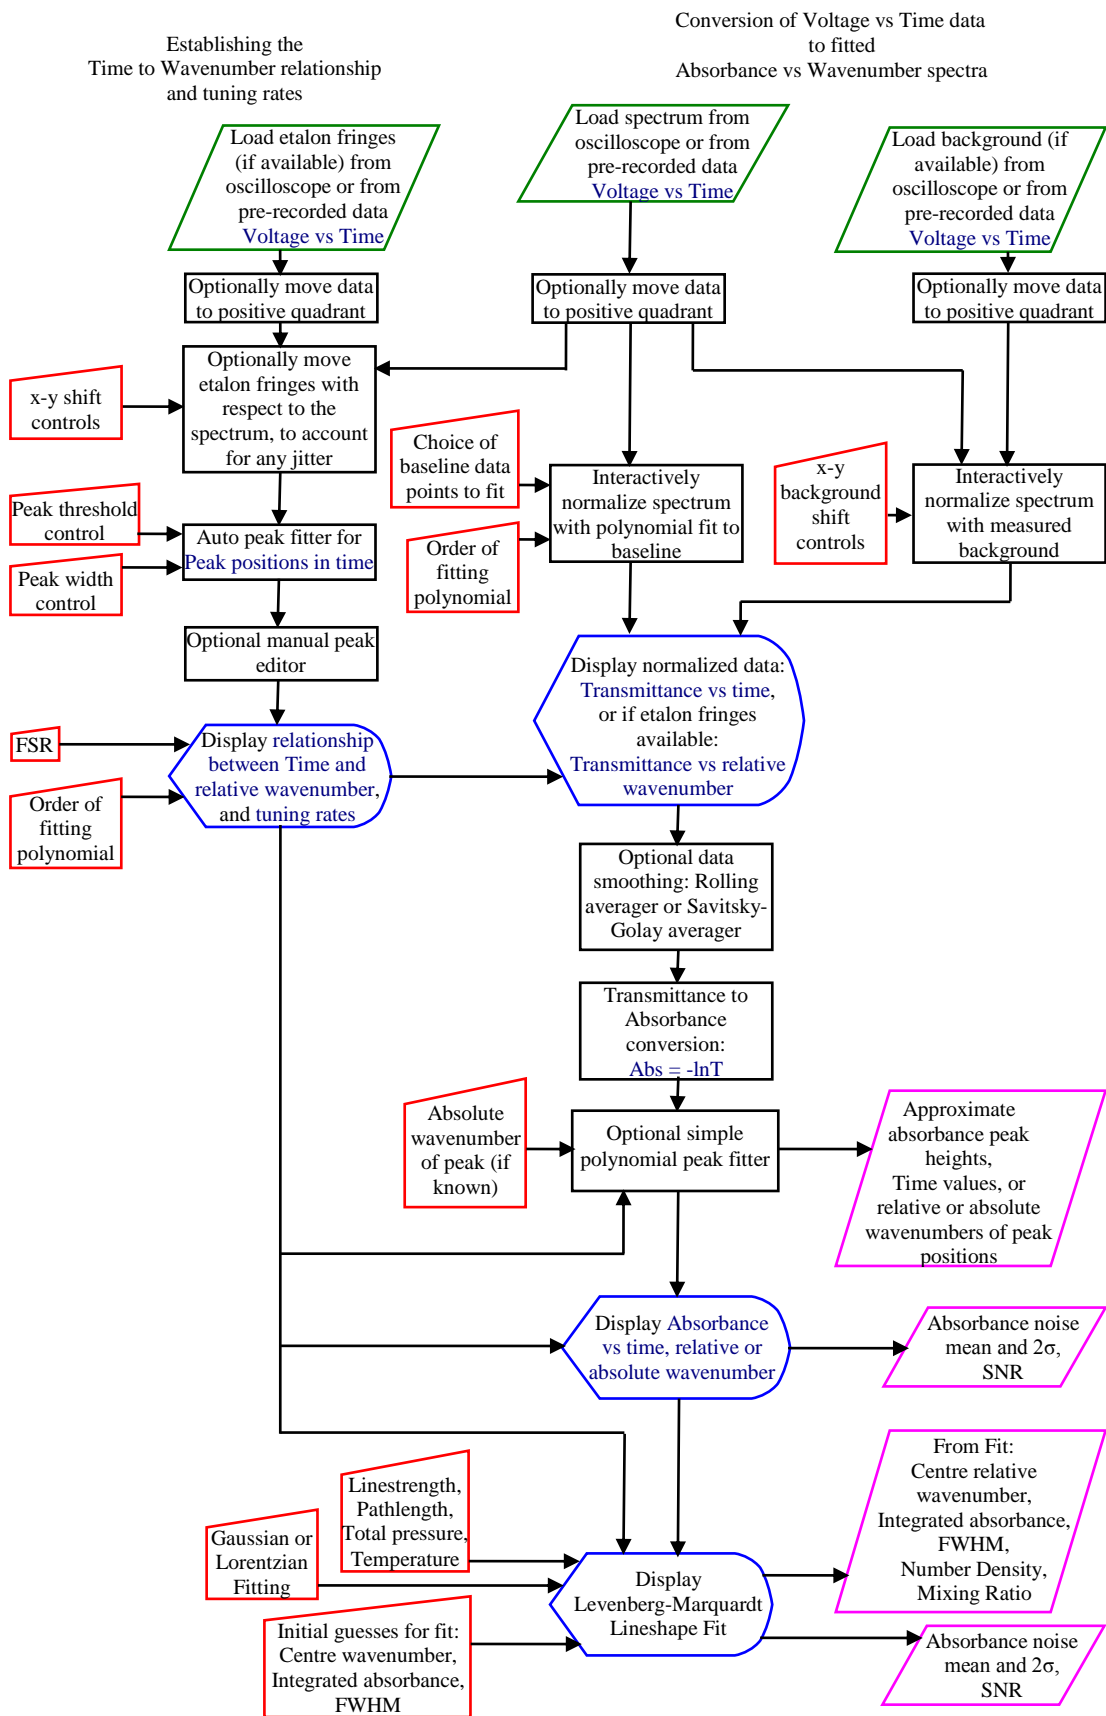 Establishing the
Time to Wavenumber relationship
and tuning rates
Conversion of Voltage vs Time data
to fitted
Absorbance vs Wavenumber spectra
Load etalon fringes
(if available) from
oscilloscope or from
pre-recorded data
Voltage vs Time
Load spectrum from
oscilloscope or from
pre-recorded data
Voltage vs Time
Load background (if
available) from
oscilloscope or from
pre-recorded data
Voltage vs Time
Optionally move data
to positive quadrant
Optionally move data
to positive quadrant
Optionally move data
to positive quadrant
x-y shift
controls
Optionally move
etalon fringes with
respect to the
spectrum, to account
for any jitter
Choice of
baseline data
points to fit
Interactively
normalize spectrum
with polynomial fit to
baseline
x-y
background
shift
controls
Interactively
normalize spectrum
with measured
background
Peak threshold
control
Peak width
control
Auto peak fitter for
Peak positions in time
Order of
fitting
polynomial
Optional manual peak
editor
Display normalized data:
Transmittance vs time,
or if etalon fringes
available:
Transmittance vs relative
wavenumber
FSR
Order of
fitting
polynomial
Display relationship
between Time and
relative wavenumber,
and tuning rates
Optional data
smoothing: Rolling
averager or Savitsky-
Golay averager
Transmittance to
Absorbance
conversion:
Abs = -lnT
Absolute
wavenumber
of peak (if
known)
Optional simple
polynomial peak fitter
Approximate
absorbance peak
heights,
Time values, or
relative or absolute
wavenumbers of peak
positions
Display Absorbance
vs time, relative or
absolute wavenumber
Absorbance noise
mean and 2σ,
SNR
Linestrength,
Pathlength,
Total pressure,
Temperature
Gaussian or
Lorentzian
Fitting
Initial guesses for fit:
Centre wavenumber,
Integrated absorbance,
FWHM
Display
Levenberg-Marquardt
Lineshape Fit
From Fit:
Centre relative
wavenumber,
Integrated absorbance,
FWHM,
Number Density,
Mixing Ratio
Absorbance noise
mean and 2σ,
SNR